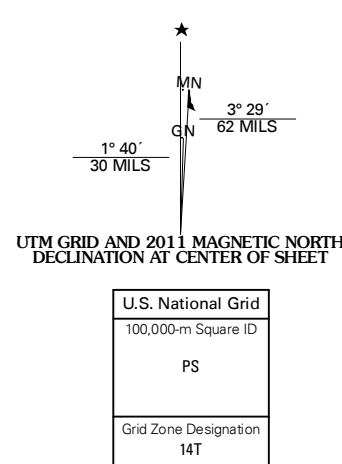 MN
3° 29´
62 MILS
GN
1° 40´
30 MILS
UTM GRID AND 2011 MAGNETIC NORTH
DECLINATION AT CENTER OF SHEET
U.S. National Grid
100,000-m Square ID
PS
Grid Zone Designation
14T